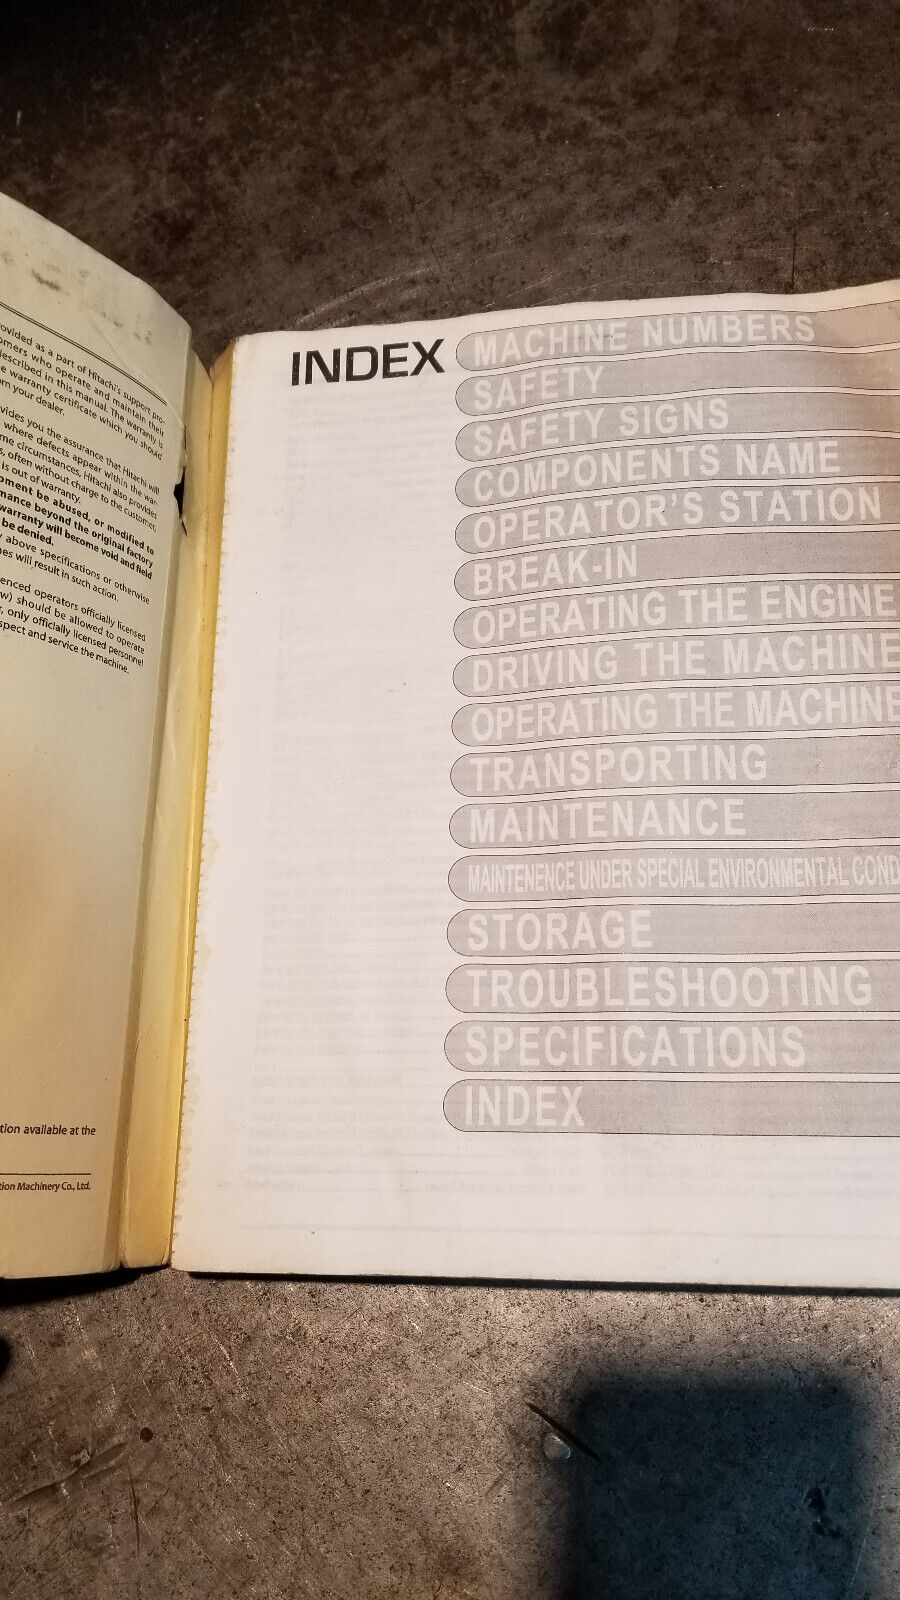 ovided as a part of Hitachi's support pro-
omers who operate and maintain their
described in this manual. The warranty is
e warranty certificate which you should
om your dealer.
vides you the assurance that Hitachi will
where defects appear within the war-
me circumstances, Hitachi also provides
s, often without charge to the customer,
is out of warranty.
pment be abused, or modified to
mance beyond the original factory
warranty will become void and field
be denied.
y above specifications or otherwise
nes will result in such action.
enced operators officially licensed
w) should be allowed to operate
, only officially licensed personnel
spect and service the machine.
tion available at the
tion Machinery Co., Ltd.
INDEX
MACHINE NUMBERS
SAFETY
SAFETY SIGNS
COMPONENTS NAME
OPERATOR'S STATION
BREAK-IN
OPERATING THE ENGINE
DRIVING THE MACHINE
OPERATING THE MACHINE
TRANSPORTING
MAINTENANCE
MAINTENENCE UNDER SPECIAL ENVIRONMENTAL COND
STORAGE
TROUBLESHOOTING
SPECIFICATIONS
INDEX